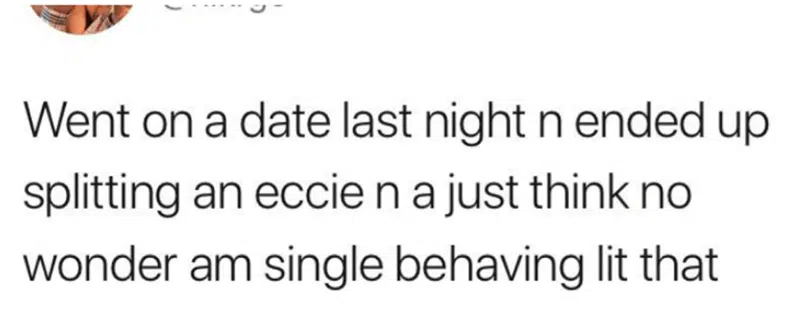 Went on a date last night n ended up
splitting an eccie n a just think no
wonder am single behaving lit that